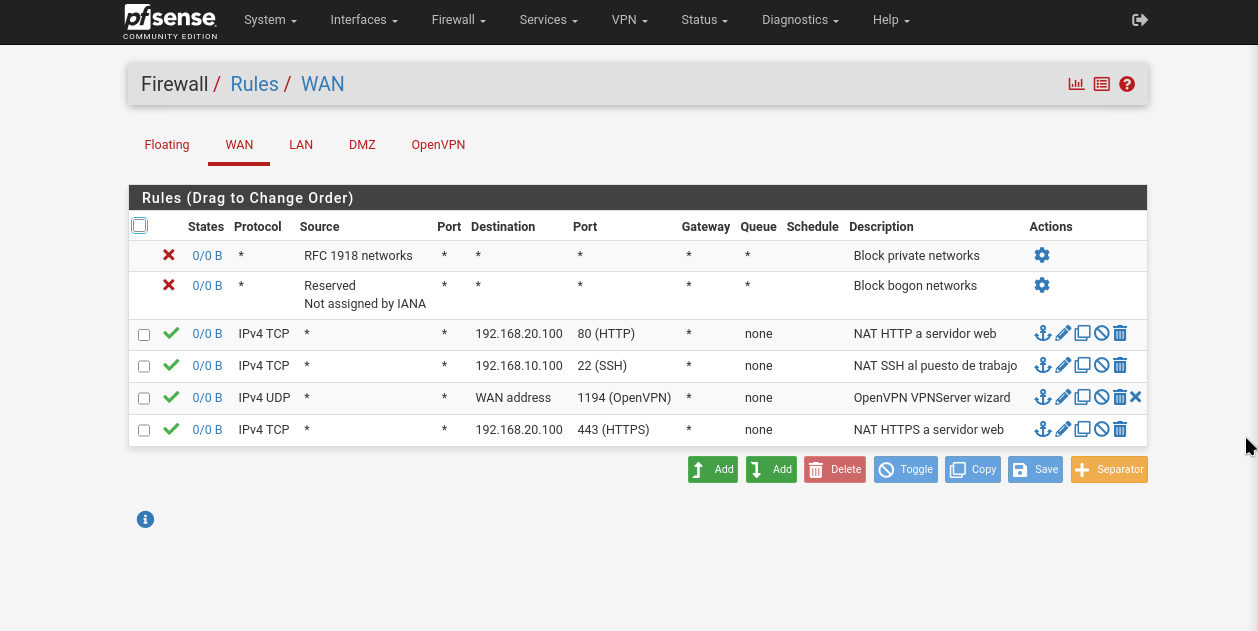 pfsense System Interfaces Firewall Services VPN Status Diagnostics Help
COMMUNITY EDITION
Firewall / Rules / WAN
Floating WAN LAN DMZ OpenVPN
Rules (Drag to Change Order)
States Protocol Source Port Destination Port Gateway Queue Schedule Description Actions
0/0 B * RFC 1918 networks * * * * * Block private networks
0/0 B * Reserved * * * * * Block bogon networks
Not assigned by IANA
0/0 B IPv4 TCP * * 192.168.20.100 80 (HTTP) * none NAT HTTP a servidor web
0/0 B IPv4 TCP * * 192.168.10.100 22 (SSH) * none NAT SSH al puesto de trabajo
0/0 B IPv4 UDP * * WAN address 1194 (OpenVPN) * none OpenVPN VPNServer wizard
0/0 B IPv4 TCP * * 192.168.20.100 443 (HTTPS) * none NAT HTTPS a servidor web
Add Add Delete Toggle Copy Save Separator